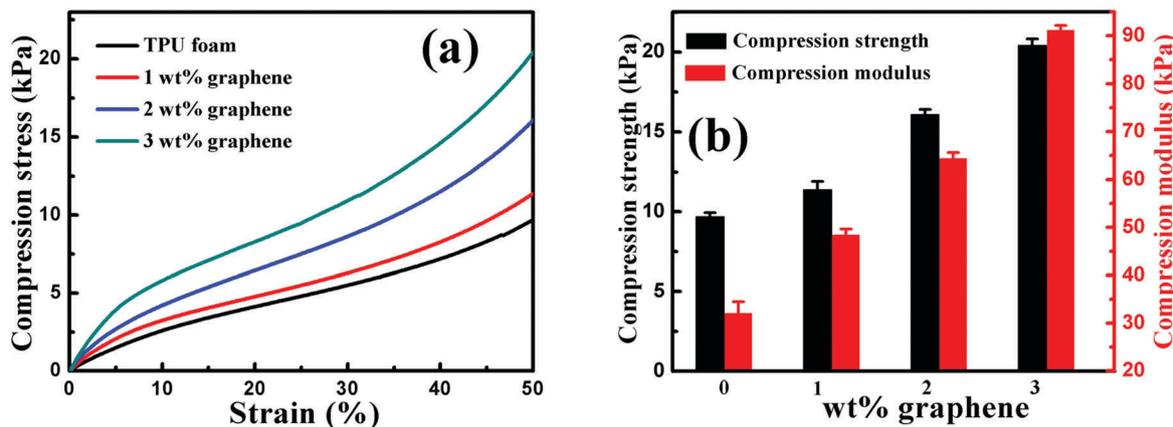 (a)
TPU foam
1 wt% graphene
2 wt% graphene
3 wt% graphene
Compression stress (kPa)
20
15
10
5
0
0 10 20 30 40 50
Strain (%)
(b)
Compression strength
Compression modulus
Compression strength (kPa)
20
15
10
5
0
0 1 2 3
wt% graphene
90
80
70
60
50
40
30
20
Compression modulus (kPa)